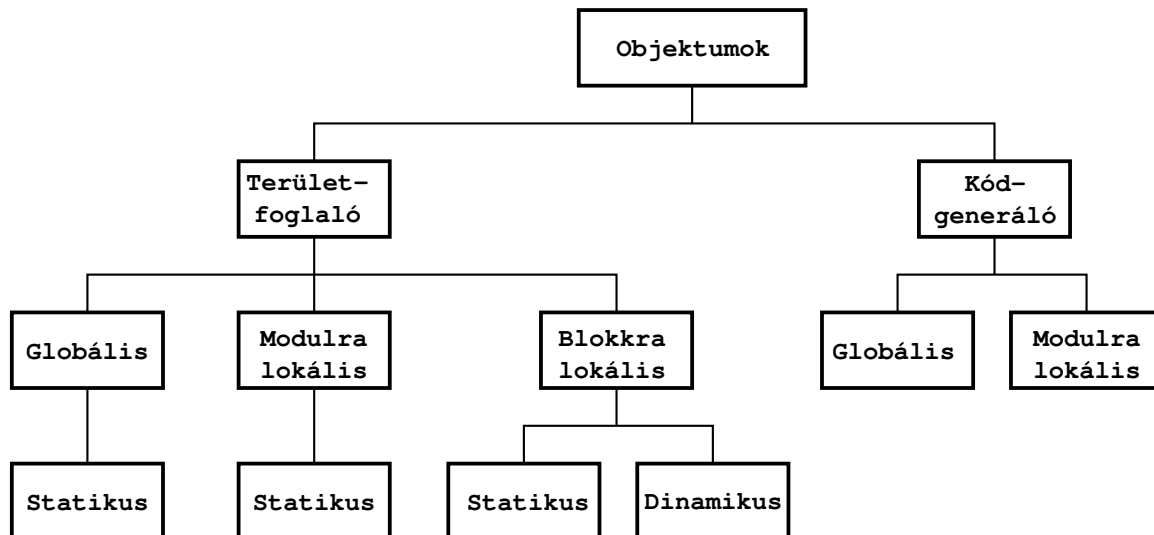 Objektumok
Terület-
foglaló
Kód-
generáló
Globális
Modulra
lokális
Blokkra
lokális
Globális
Modulra
lokális
Statikus
Statikus
Statikus
Dinamikus